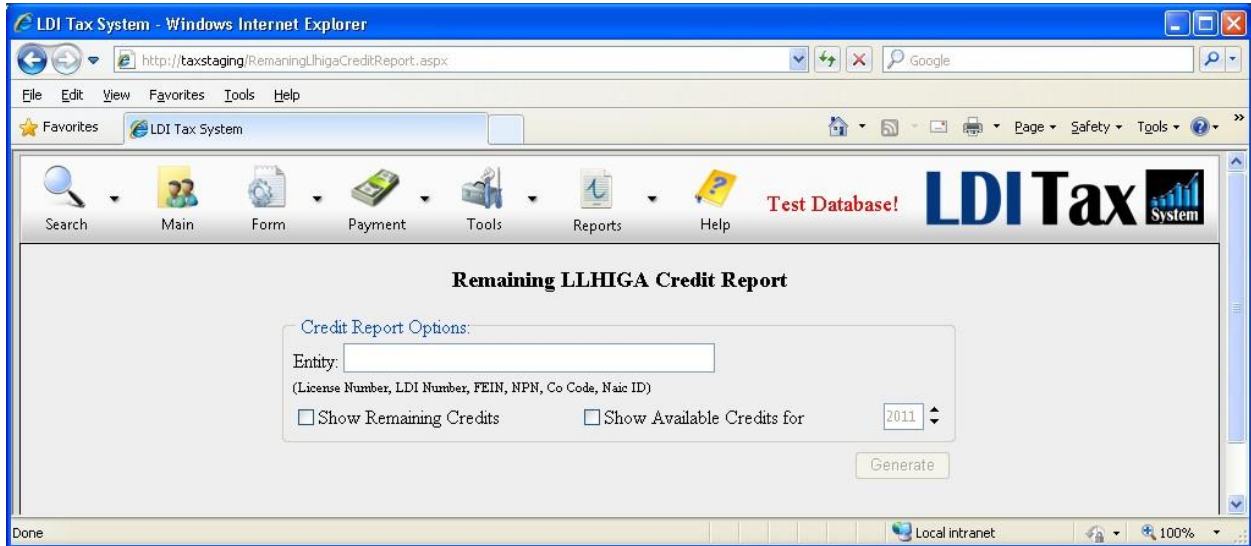 LDI Tax System - Windows Internet Explorer
http://taxstaging/RemaningLlhigaCreditReport.aspx
Google
File Edit View Favorites Tools Help
Favorites LDI Tax System Page Safety Tools »
Search Main Form Payment Tools Reports Help Test Database! LDI Tax System
Remaining LLHIGA Credit Report
Credit Report Options:
Entity:
(License Number, LDI Number, FEIN, NPN, Co Code, Naic ID)
Show Remaining Credits Show Available Credits for 2011
Generate
Done Local intranet 100%